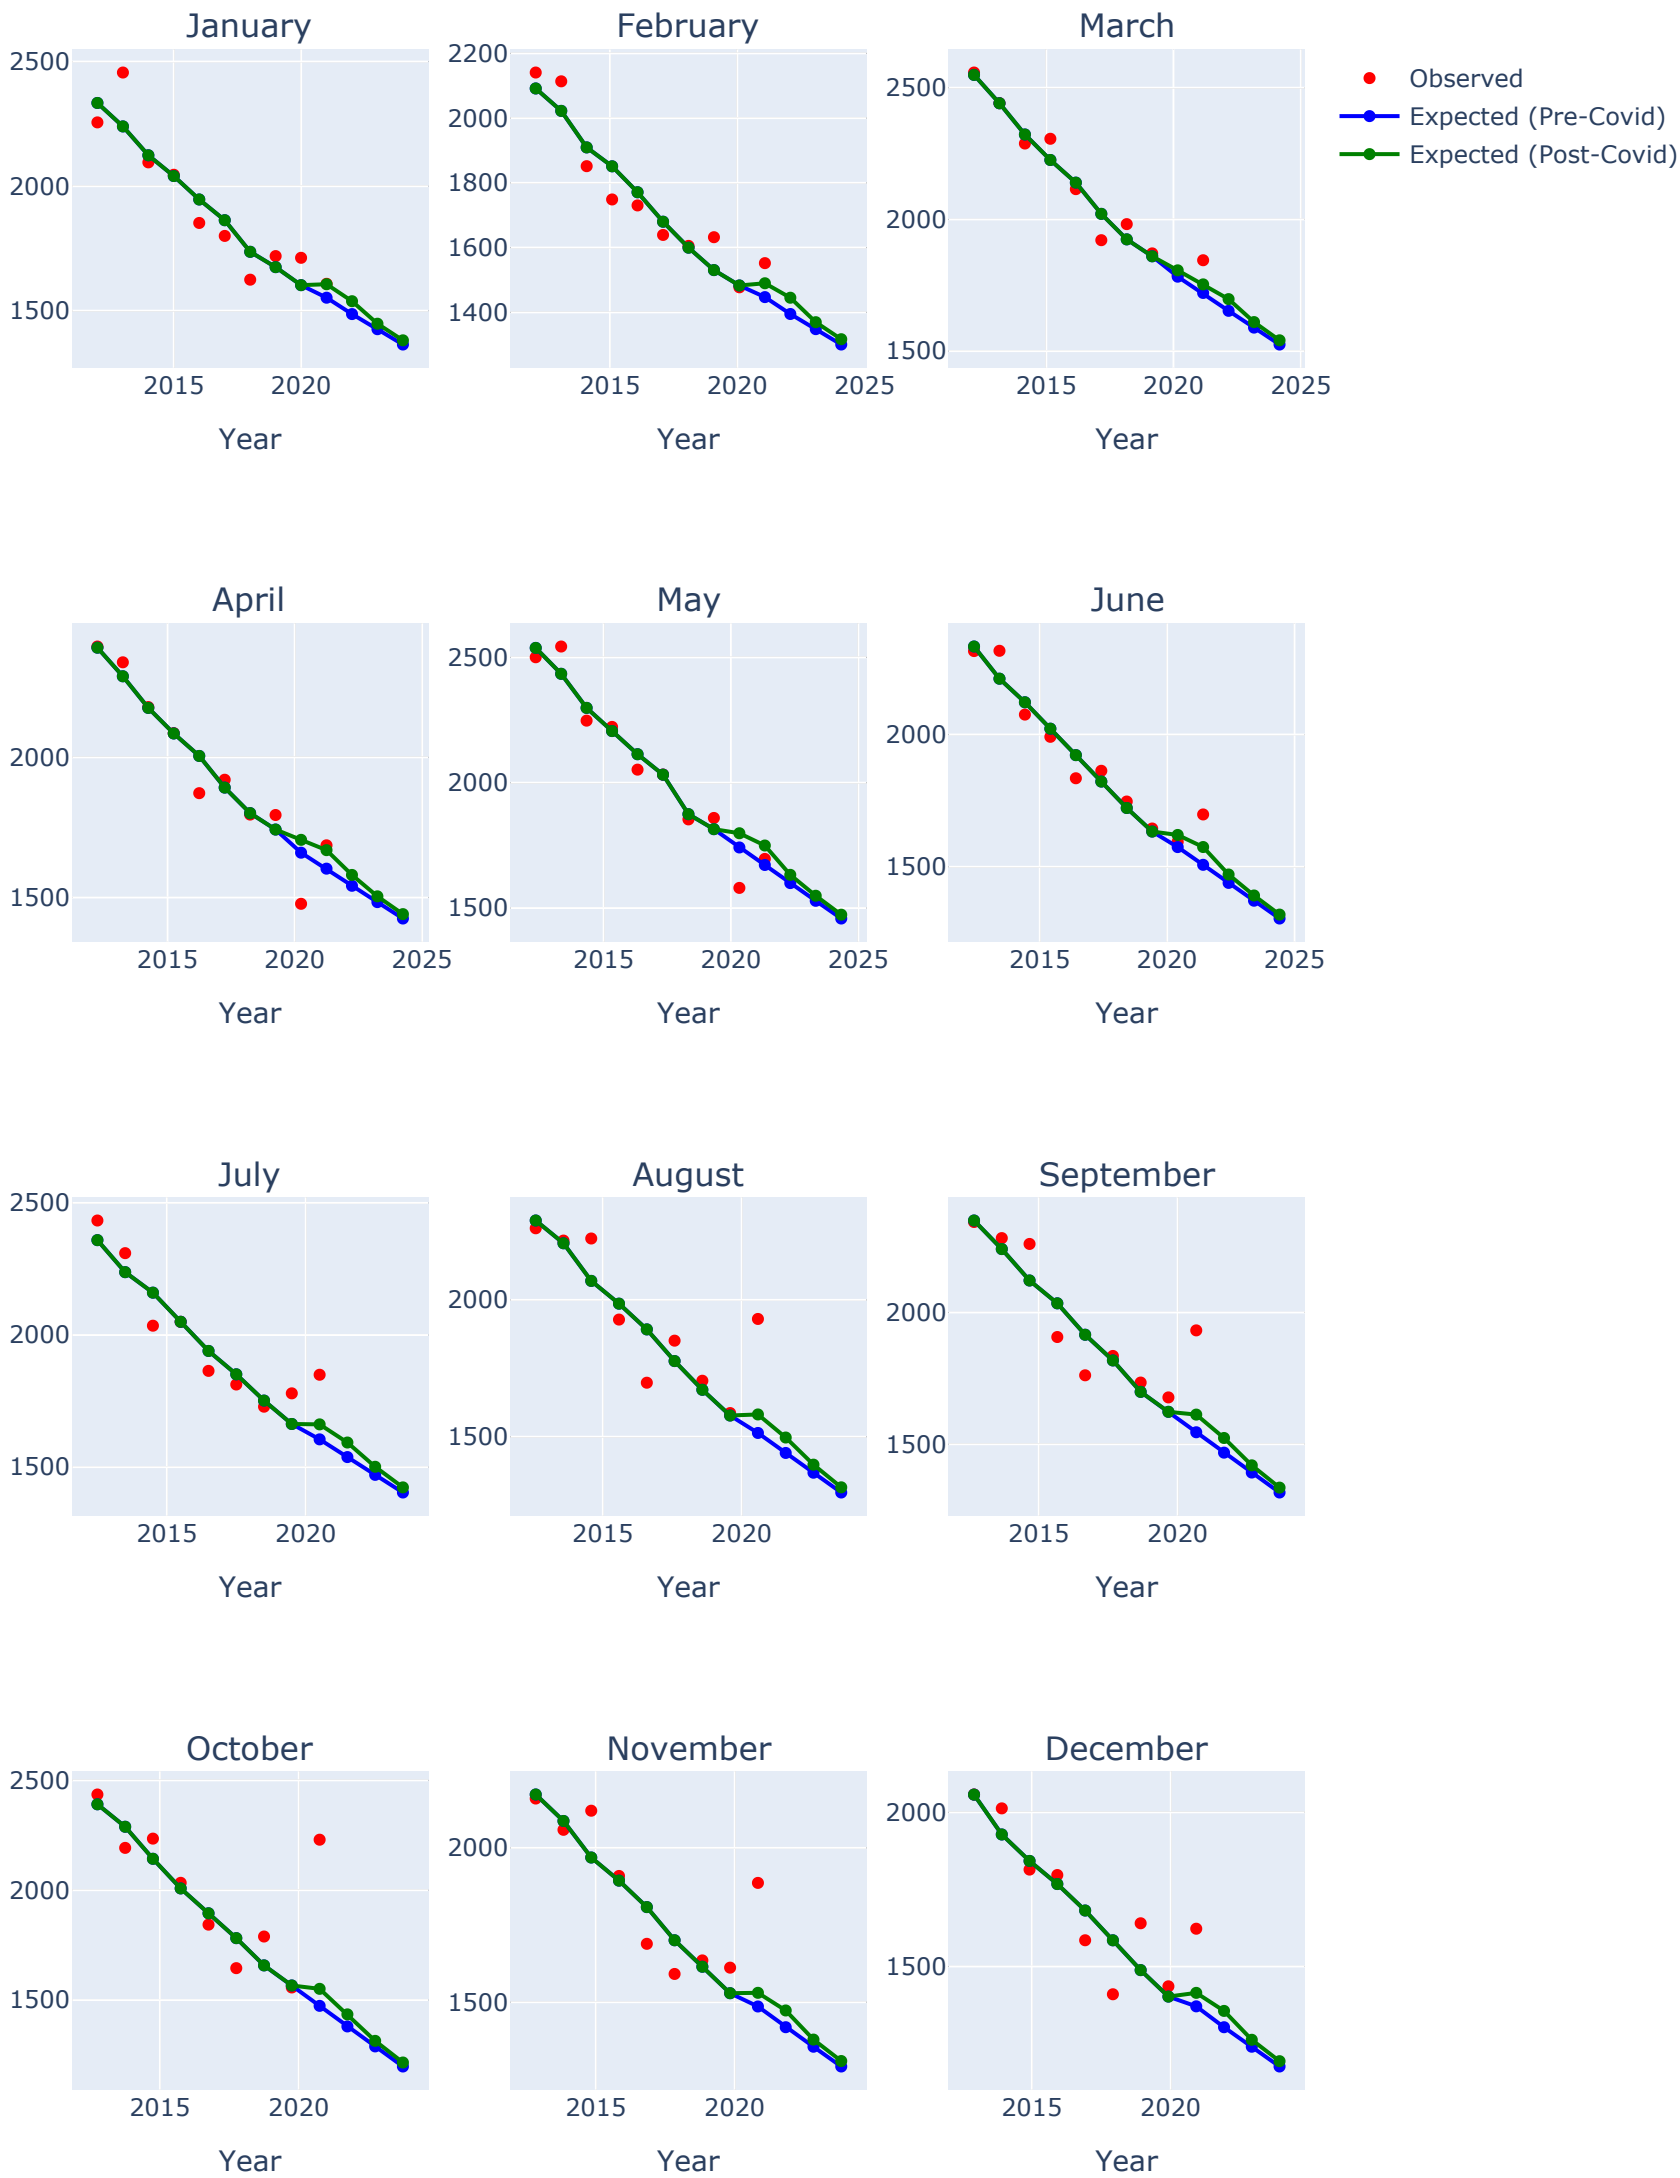 January
February
March
2500
2000
1500
2015
2020
Year
2200
2000
1800
1600
1400
2015
2020
2025
Year
2500
2000
1500
2015
2020
2025
Year
Observed
Expected (Pre-Covid)
Expected (Post-Covid)
April
May
June
2000
1500
2015
2020
2025
Year
2500
2000
1500
2015
2020
2025
Year
2000
1500
2015
2020
2025
Year
July
August
September
2500
2000
1500
2015
2020
Year
2000
1500
2015
2020
Year
2000
1500
2015
2020
Year
October
November
December
2500
2000
1500
2015
2020
Year
2000
1500
2015
2020
Year
2000
1500
2015
2020
Year